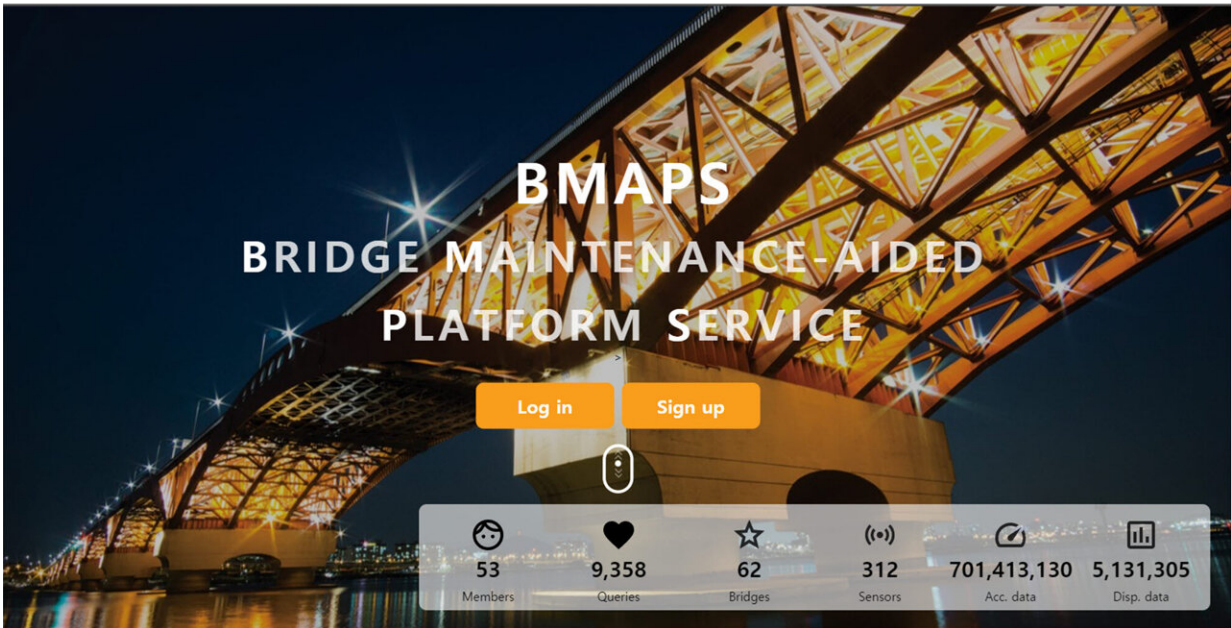 BMAPS
BRIDGE MAINTENANCE-AIDED
PLATFORM SERVICE
>
Log in Sign up
53 9,358 62 312 701,413,130 5,131,305
Members Queries Bridges Sensors Acc. data Disp. data